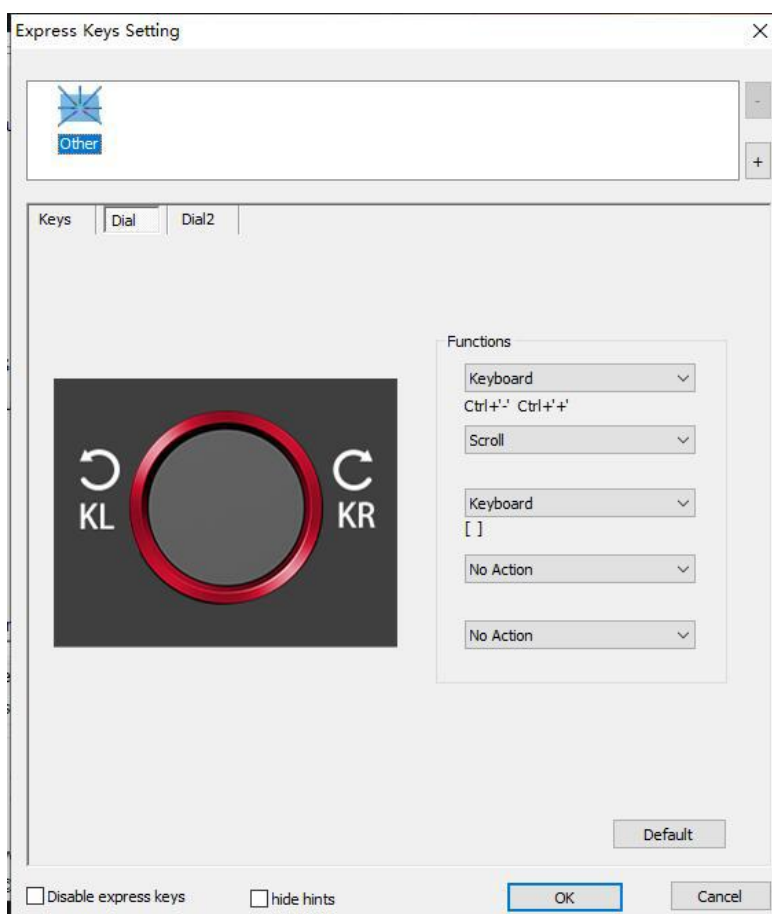 Express Keys Setting
Other
-
+
Keys Dial Dial2
Functions
Keyboard
Ctrl+'-' Ctrl+'+'
Scroll
KL KR
Keyboard
[ ]
No Action
No Action
Default
Disable express keys hide hints OK Cancel